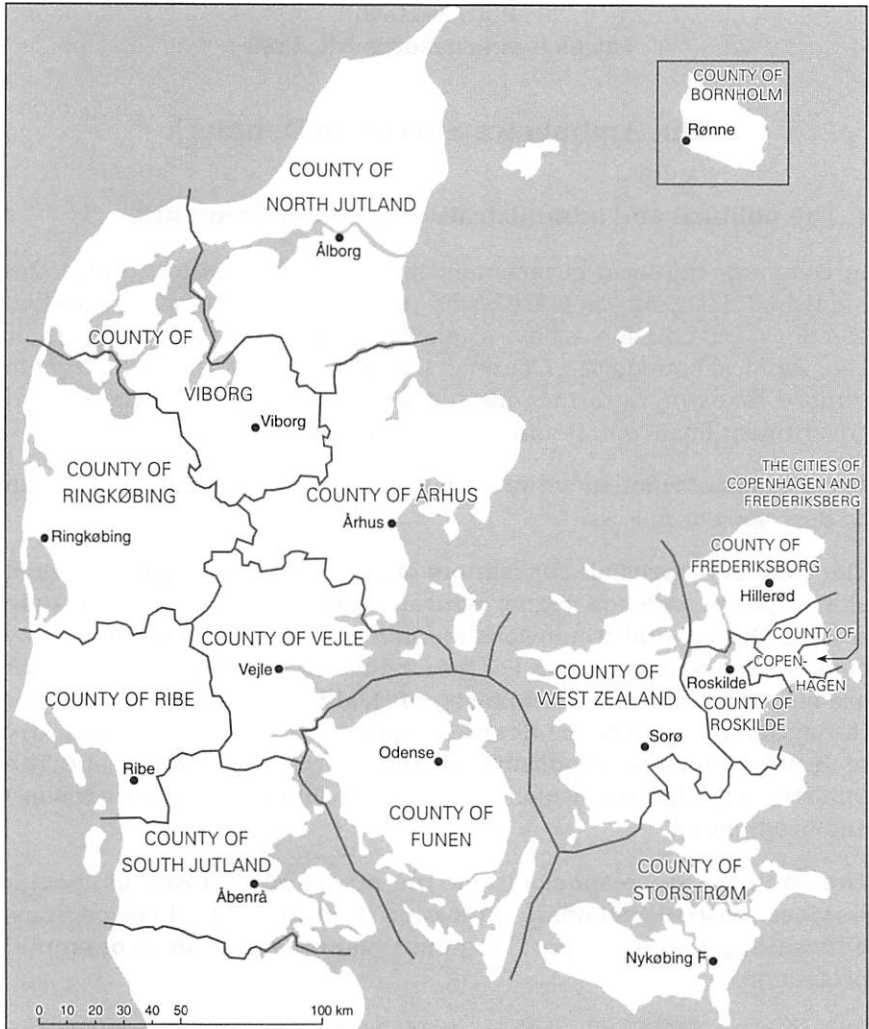 COUNTY OF
BORNHOLM
Rønne
COUNTY OF
NORTH JUTLAND
Ålborg
COUNTY OF
VIBORG
Viborg
COUNTY OF
RINGKØBING
Ringkøbing
COUNTY OF ÅRHUS
Århus
THE CITIES OF
COPENHAGEN AND
FREDERIKSBERG
COUNTY OF
FREDERIKSBORG
Hillerød
COUNTY OF
COPEN-
HAGEN
Roskilde
COUNTY OF
ROSKILDE
COUNTY OF VEJLE
Vejle
COUNTY OF
WEST ZEALAND
Sorø
COUNTY OF RIBE
Ribe
Odense
COUNTY OF
FUNEN
COUNTY OF
SOUTH JUTLAND
Åbenrå
COUNTY OF
STORSTRØM
Nykøbing F
0 10 20 30 40 50 100 km